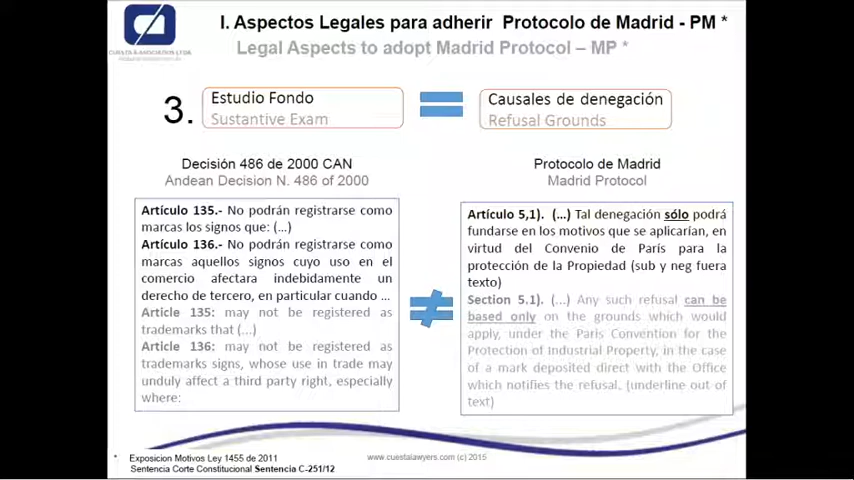 I. Aspectos Legales para adherir Protocolo de Madrid - PM *
Legal Aspects to adopt Madrid Protocol – MP *
CUESTA & ASOCIADOS LTDA.
3.
Estudio Fondo
Sustantive Exam
Causales de denegación
Refusal Grounds
Decisión 486 de 2000 CAN
Andean Decision N. 486 of 2000
Artículo 135.- No podrán registrarse como
marcas los signos que: (...)
Artículo 136.- No podrán registrarse como
marcas aquellos signos cuyo uso en el
comercio afectara indebidamente un
derecho de tercero, en particular cuando ...
Article 135: may not be registered as
trademarks that (...)
Article 136: may not be registered as
trademarks signs, whose use in trade may
unduly affect a third party right, especially
where:
Protocolo de Madrid
Madrid Protocol
Artículo 5,1). (...) Tal denegación sólo podrá
fundarse en los motivos que se aplicarían, en
virtud del Convenio de París para la
protección de la Propiedad (sub y neg fuera
texto)
Section 5.1). (...) Any such refusal can be
based only on the grounds which would
apply, under the Paris Convention for the
Protection of Industrial Property, in the case
of a mark deposited direct with the Office
which notifies the refusal. (underline out of
text)
* Exposicion Motivos Ley 1455 de 2011
Sentencia Corte Constitucional Sentencia C-251/12
www.cuestalawyers.com (c) 2015